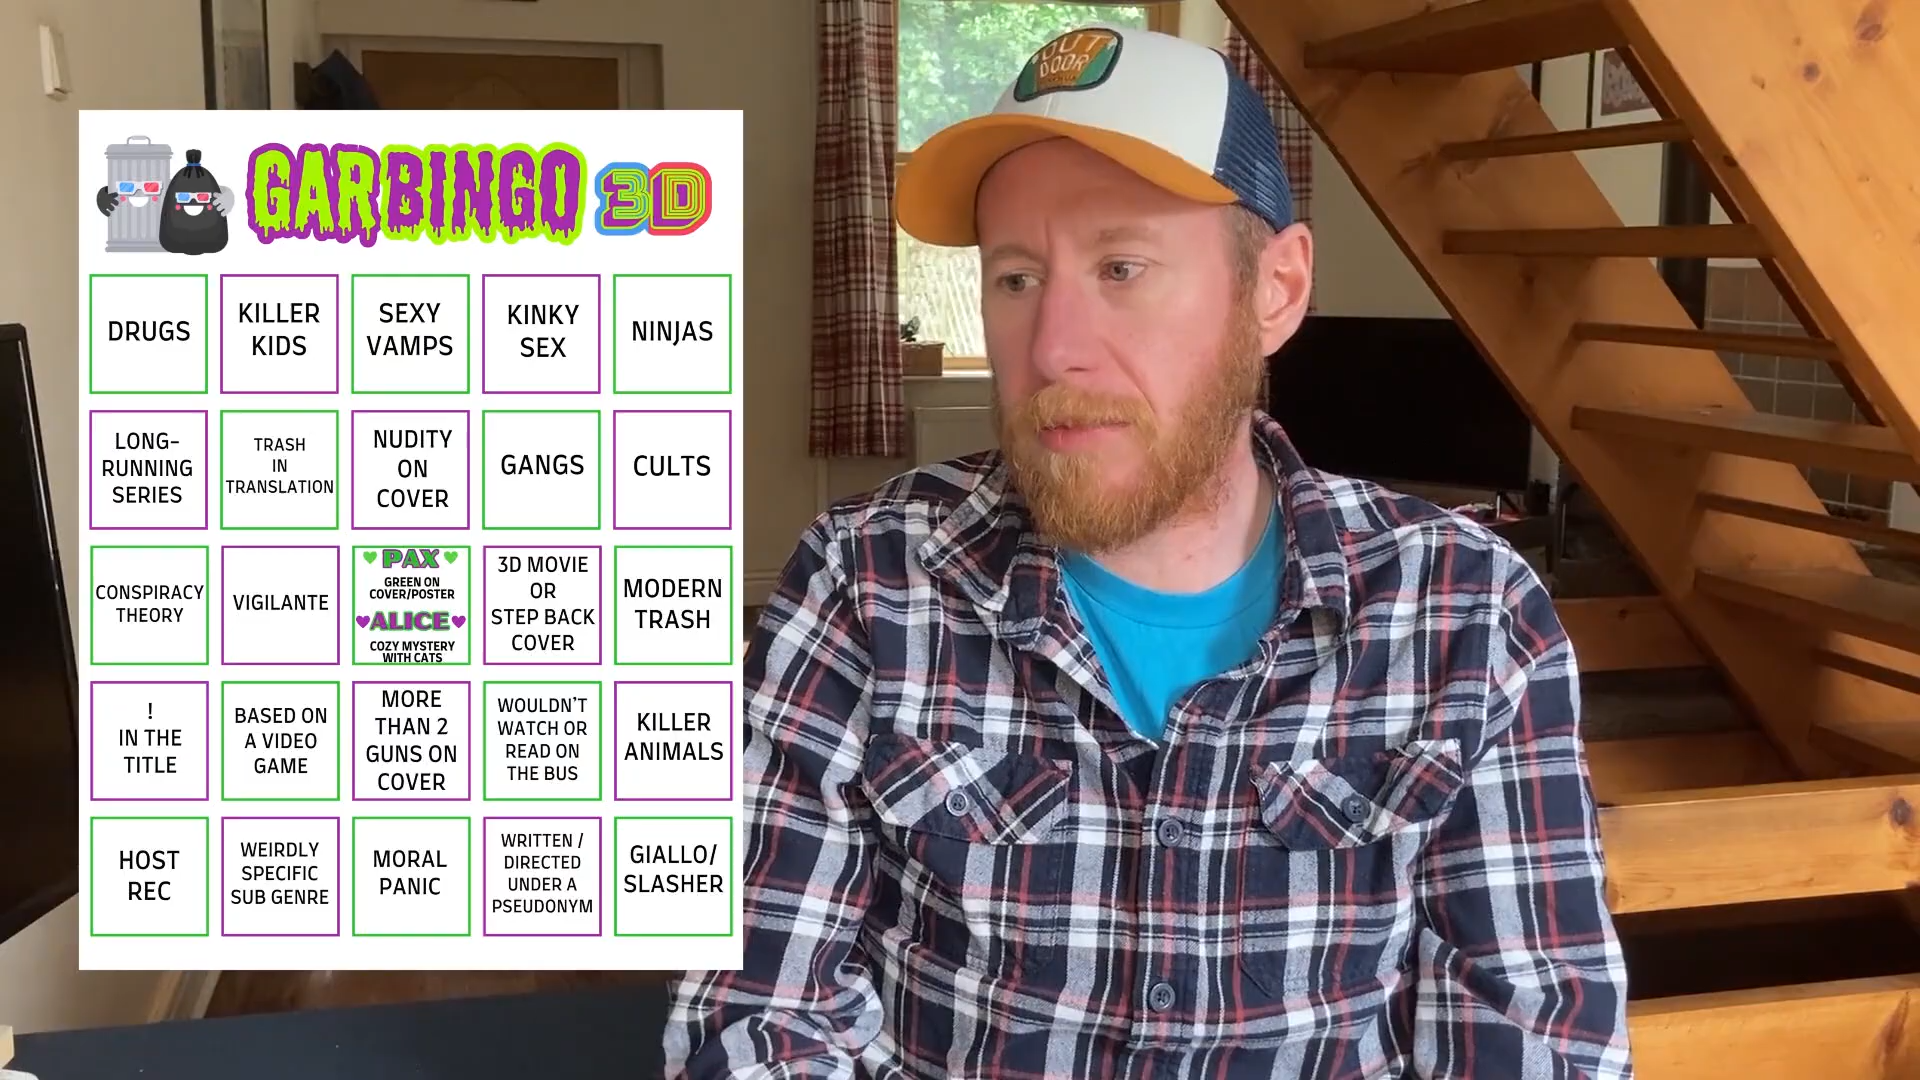 GARBINGO 3D
DRUGS
KILLER
KIDS
SEXY
VAMPS
KINKY
SEX
NINJAS
LONG-
RUNNING
SERIES
TRASH
IN
TRANSLATION
NUDITY
ON
COVER
GANGS
CULTS
CONSPIRACY
THEORY
VIGILANTE
PAX
GREEN ON
COVER/POSTER
ALICE
COZY MYSTERY
WITH CATS
3D MOVIE
OR
STEP BACK
COVER
MODERN
TRASH
!
IN THE
TITLE
BASED ON
A VIDEO
GAME
MORE
THAN 2
GUNS ON
COVER
WOULDN'T
WATCH OR
READ ON
THE BUS
KILLER
ANIMALS
HOST
REC
WEIRDLY
SPECIFIC
SUB GENRE
MORAL
PANIC
WRITTEN /
DIRECTED
UNDER A
PSEUDONYM
GIALLO/
SLASHER
OUT
DOOR